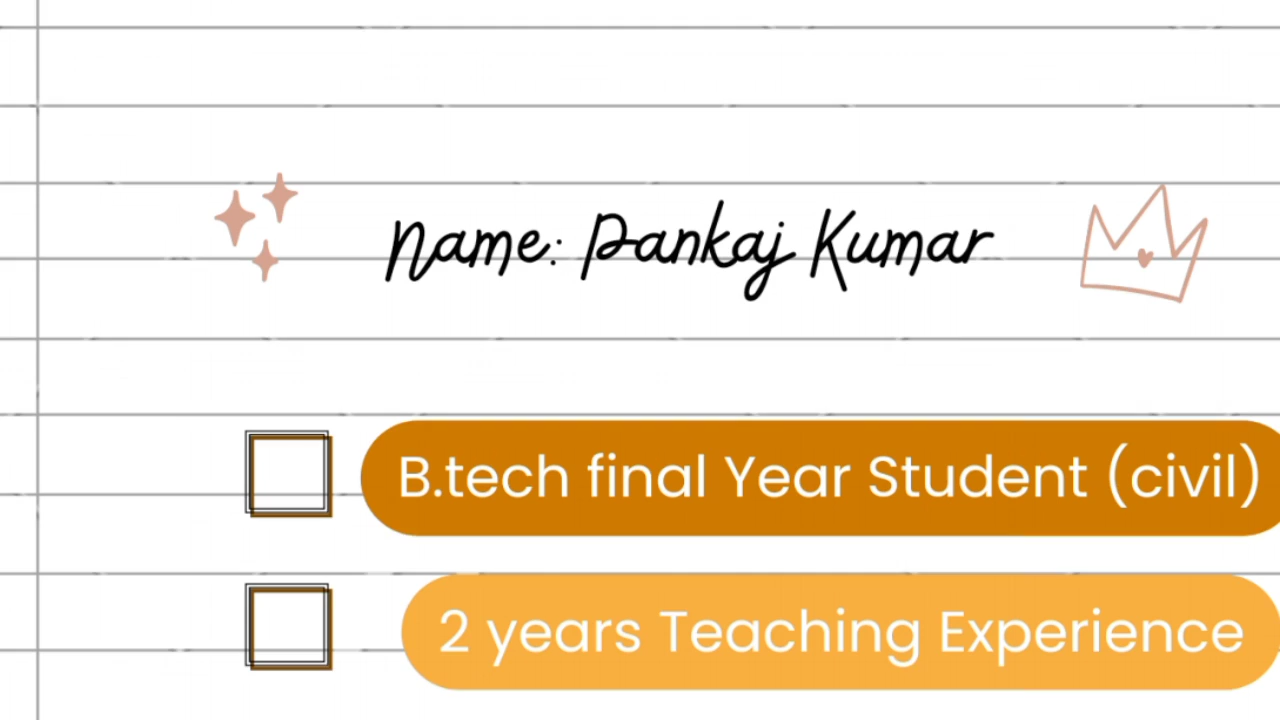 Name: Pankaj Kumar
B.tech final Year Student (civil)
2 years Teaching Experience